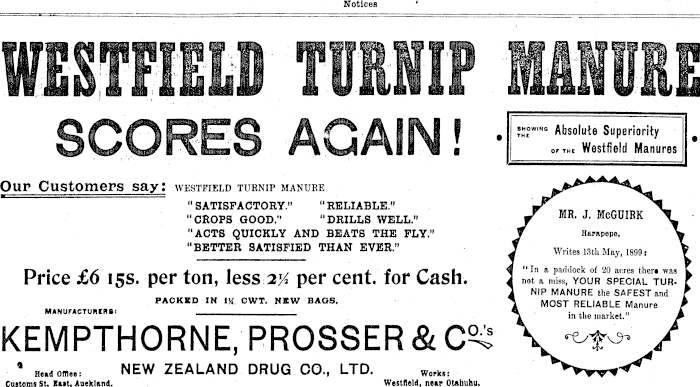 Notices
WESTFIELD TURNIP MANURE
SCORES AGAIN!
SHOWING THE Absolute Superiority
OF THE Westfield Manures
Our Customers say: WESTFIELD TURNIP MANURE
"SATISFACTORY." "RELIABLE."
"CROPS GOOD." "DRILLS WELL."
"ACTS QUICKLY AND BEATS THE FLY."
"BETTER SATISFIED THAN EVER."
Price £6 15s. per ton, less 2½ per cent. for Cash.
PACKED IN 1¼ CWT. NEW BAGS.
MANUFACTURERS:
KEMPTHORNE, PROSSER & CO.'s
NEW ZEALAND DRUG CO., LTD.
Head Office:
Customs St. East, Auckland.
Works:
Westfield, near Otahuhu.
MR. J. McGUIRK
Harapepe,
Writes 13th May, 1899:
"In a paddock of 20 acres there was
not a miss, YOUR SPECIAL TUR-
NIP MANURE the SAFEST and
MOST RELIABLE Manure
in the market."